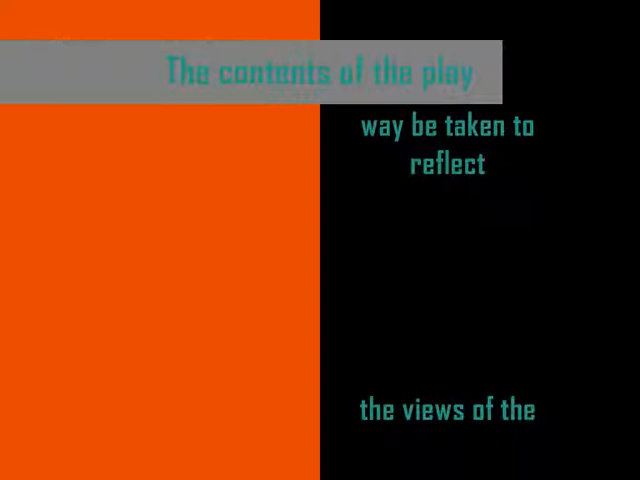 The contents of the play
way be taken to
reflect
the views of the